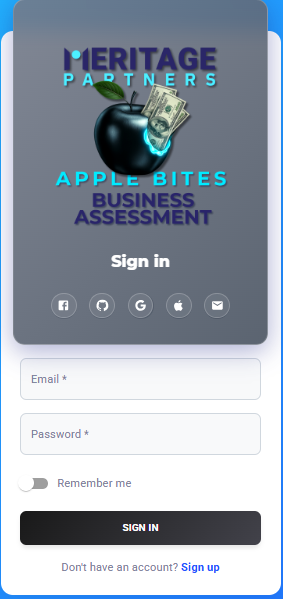 MERITAGE
PARTNERS
APPLE BITES
BUSINESS
ASSESSMENT
Sign in
Email *
Password *
Remember me
SIGN IN
Don't have an account? Sign up